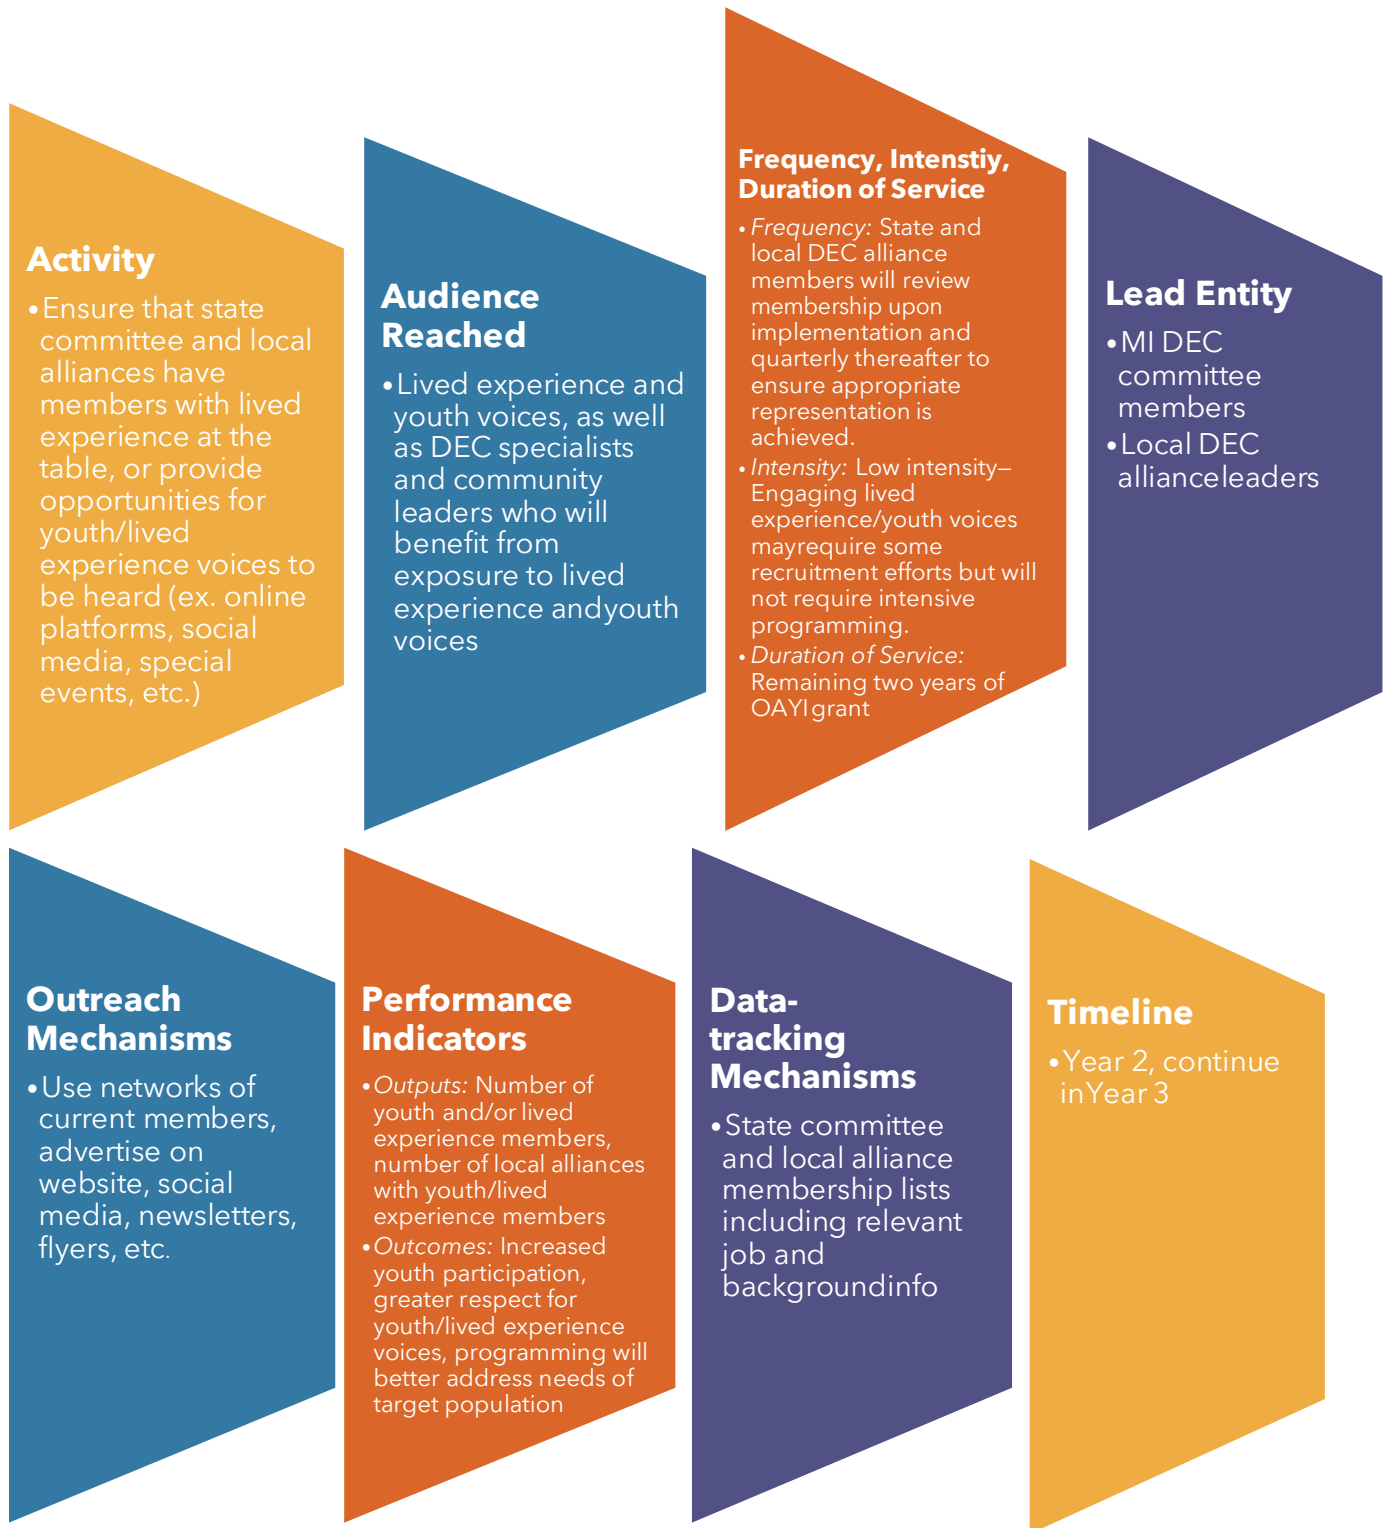 Activity
•Ensure that state
committee and local
alliances have
members with lived
experience at the
table, or provide
opportunities for
youth/lived
experience voices to
be heard (ex. online
platforms, social
media, special
events, etc.)
Audience
Reached
•Lived experience and
youth voices, as well
as DEC specialists
and community
leaders who will
benefit from
exposure to lived
experience andyouth
voices
Frequency, Intenstiy,
Duration of Service
• Frequency: State and
local DEC alliance
members will review
membership upon
implementation and
quarterly thereafter to
ensure appropriate
representation is
achieved.
• Intensity: Low intensity—
Engaging lived
experience/youth voices
mayrequire some
recruitment efforts but will
not require intensive
programming.
• Duration of Service:
Remaining two years of
OAYI grant
Lead Entity
•MI DEC
committee
members
•Local DEC
allianceleaders
Outreach
Mechanisms
•Use networks of
current members,
advertise on
website, social
media, newsletters,
flyers, etc.
Performance
Indicators
•Outputs: Number of
youth and/or lived
experience members,
number of local alliances
with youth/lived
experience members
•Outcomes: Increased
youth participation,
greater respect for
youth/lived experience
voices, programming will
better address needs of
target population
Data-
tracking
Mechanisms
•State committee
and local alliance
membership lists
including relevant
job and
backgroundinfo
Timeline
•Year 2, continue
inYear 3